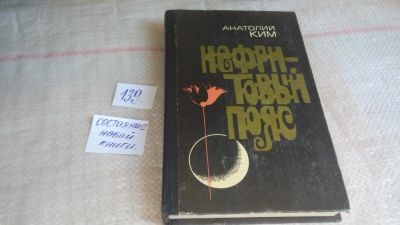 АНАТОЛИЙ
КИМ
НЕФРИ-
ТОВЫЙ
ПОЯС
139.
СОСТОЯНИЕ
НОВОЙ
КНИГИ.